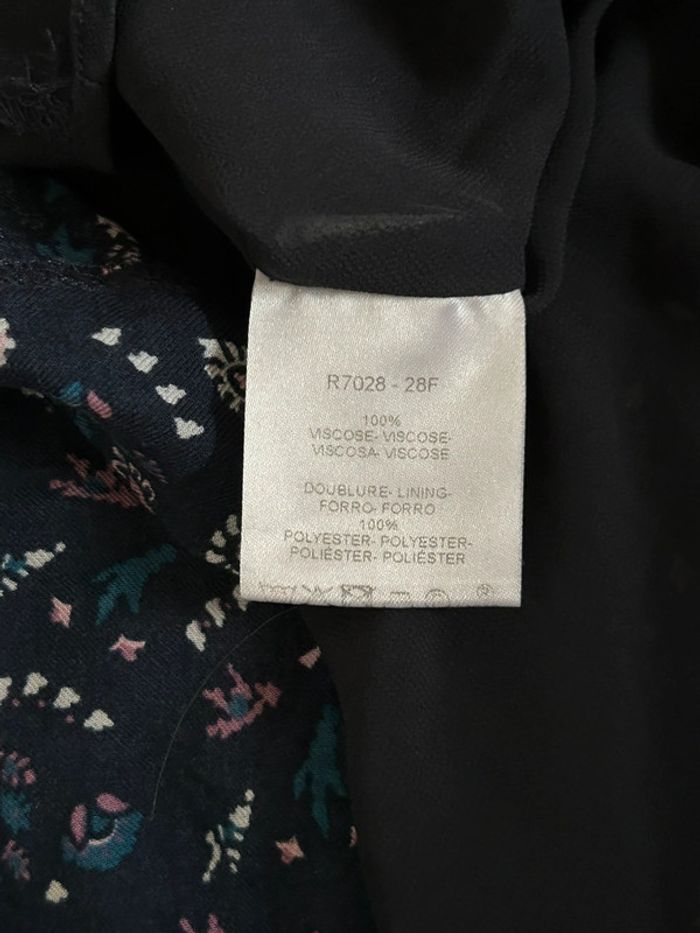 R7028 - 28F
100%
VISCOSE- VISCOSE-
VISCOSA- VISCOSE
DOUBLURE- LINING-
FORRO- FORRO
100%
POLYESTER- POLYESTER-
POLIÉSTER- POLIÉSTER